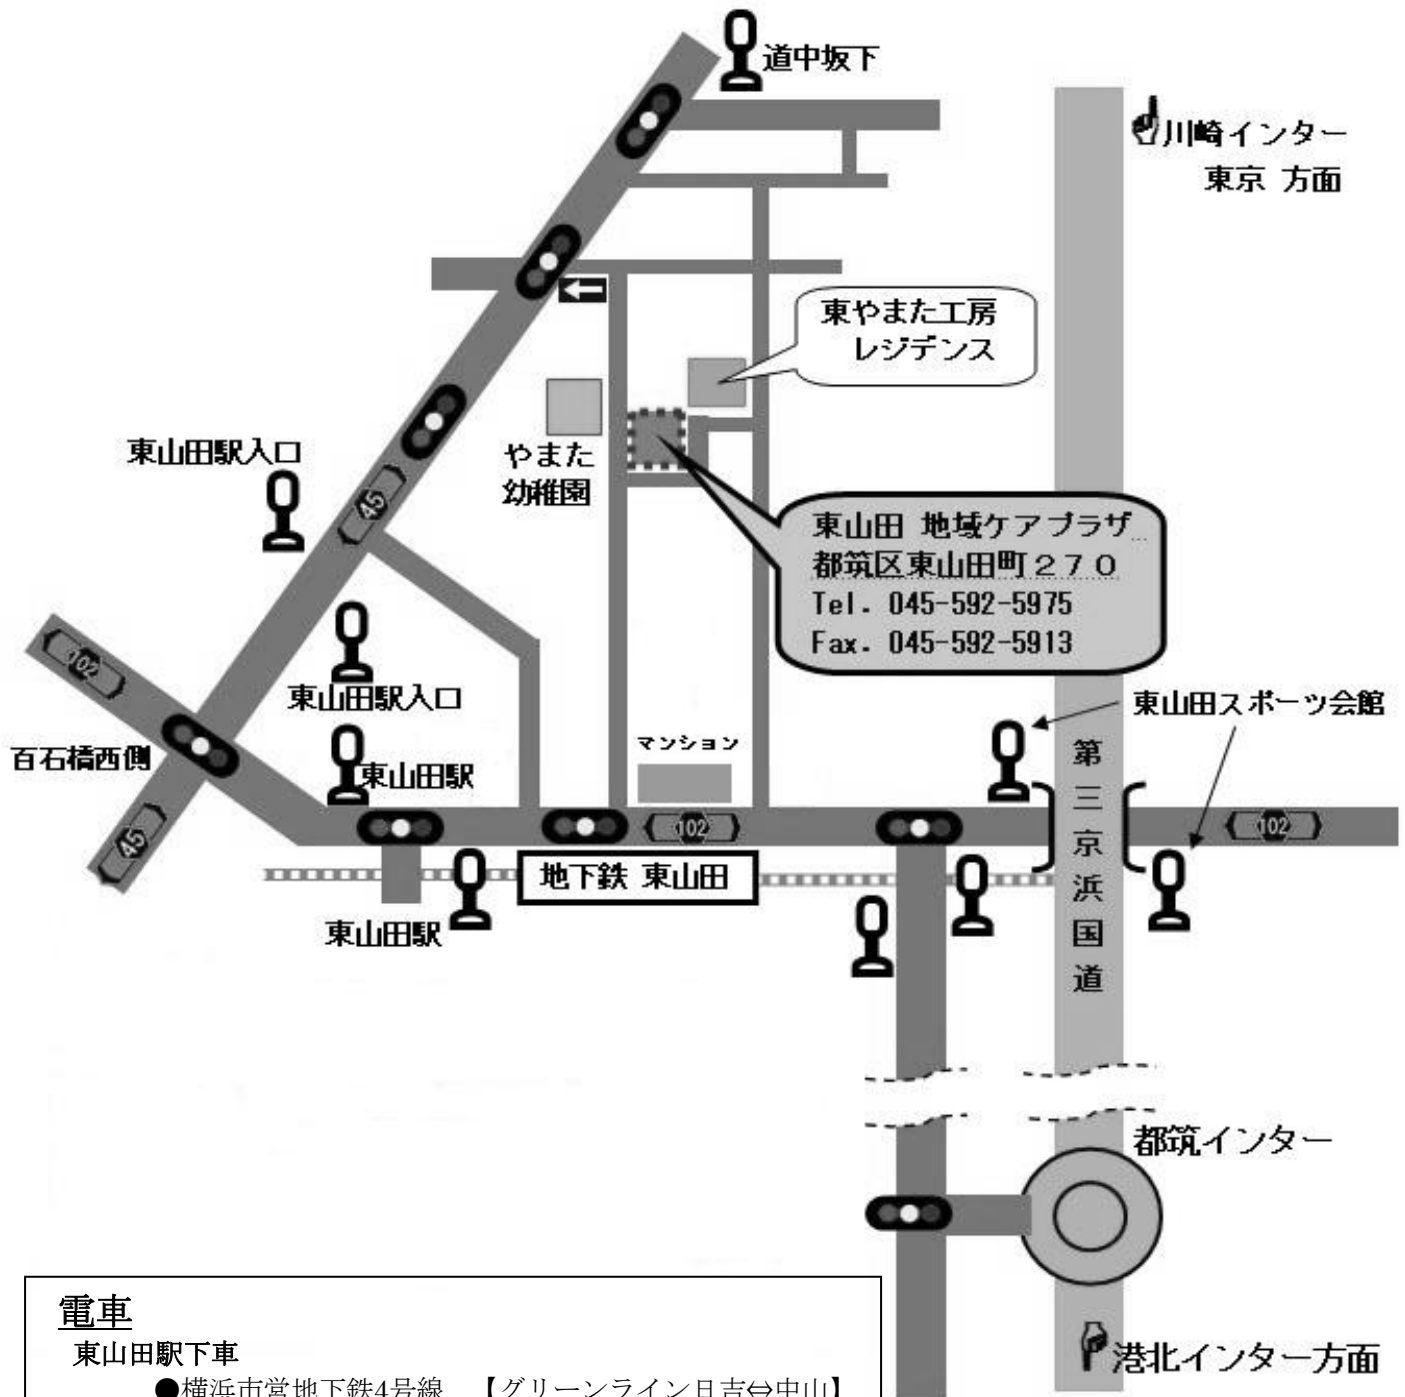 道中坂下
川崎インター
東京 方面
東やまた工房
レジデンス
東山田駅入口
やまた
幼稚園
45
東山田 地域ケアプラザ
都筑区東山田町270
Tel. 045-592-5975
Fax. 045-592-5913
102
東山田駅入口
東山田スポーツ会館
百石橋西側
東山田駅
マンション
第三京浜国道
45
102
102
地下鉄 東山田
東山田駅
都筑インター
港北インター方面
電車
東山田駅下車
●横浜市営地下鉄4号線 【グリーンライン日吉⇔中山】